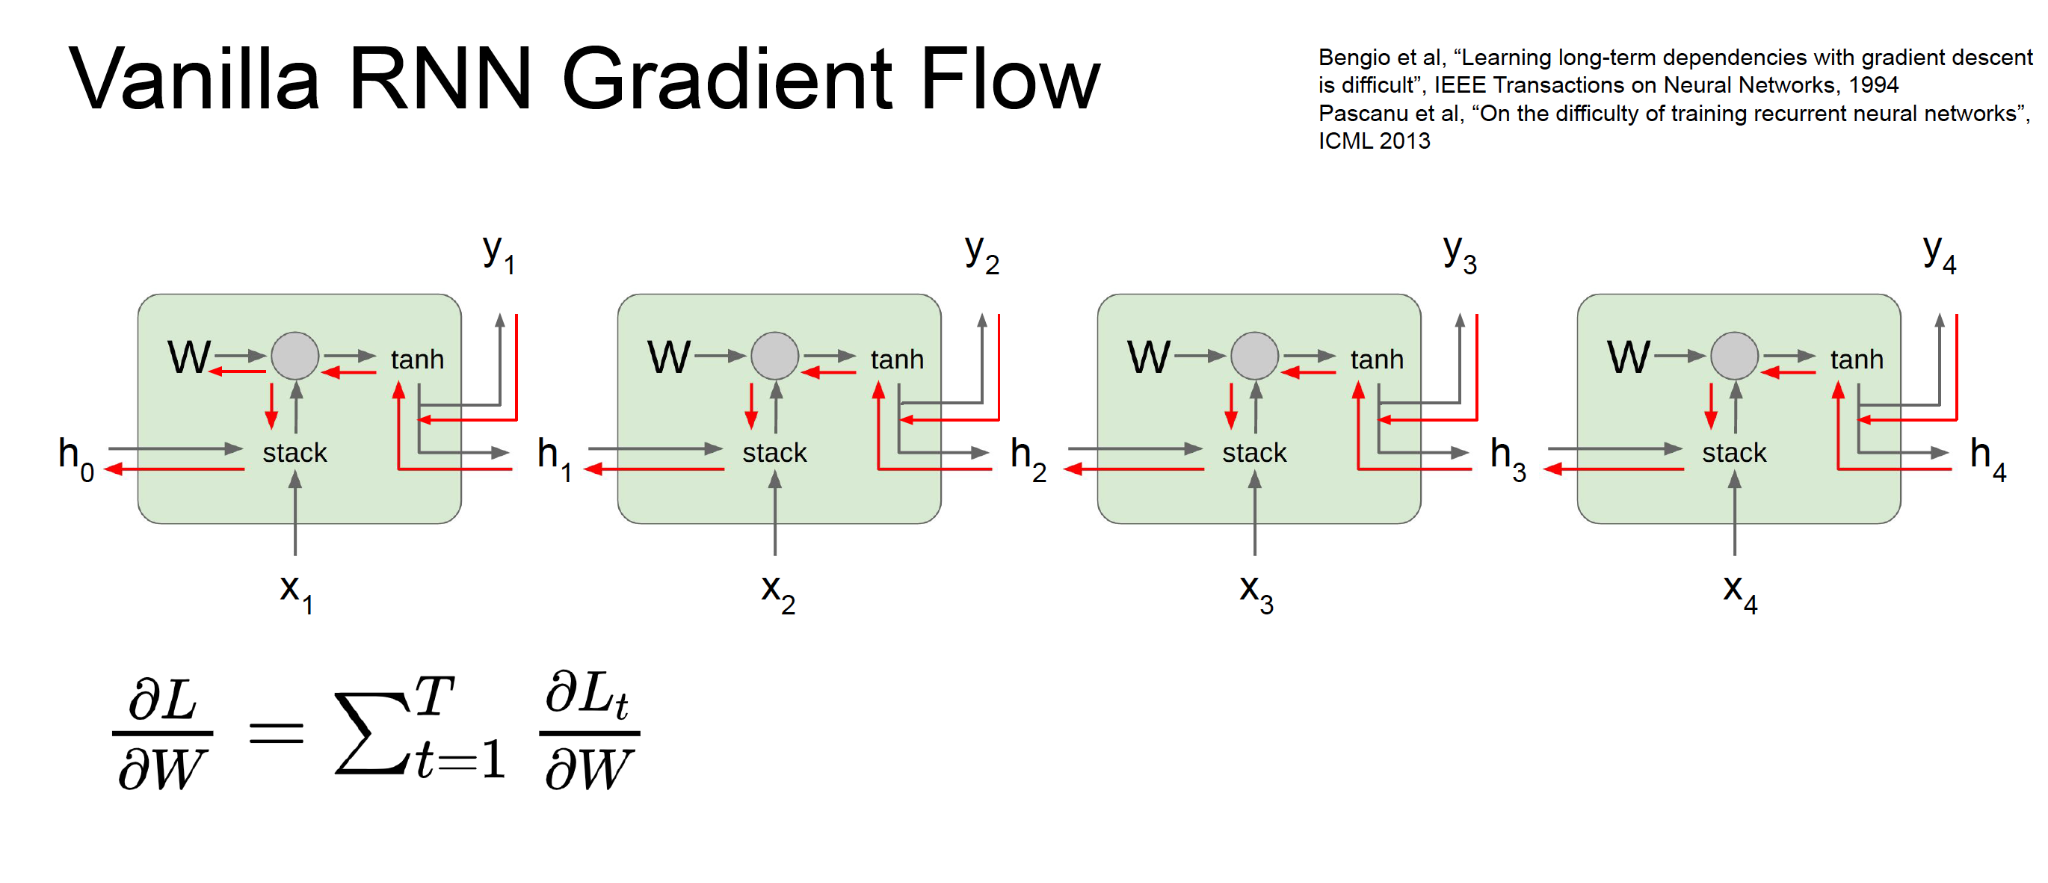 Vanilla RNN Gradient Flow
Bengio et al, “Learning long-term dependencies with gradient descent
is difficult”, IEEE Transactions on Neural Networks, 1994
Pascanu et al, “On the difficulty of training recurrent neural networks”,
ICML 2013
y₁ y₂ y₃ y₄
W tanh W tanh W tanh W tanh
h₀ stack h₁ stack h₂ stack h₃ stack h₄
x₁ x₂ x₃ x₄
∂L/∂W = ∑ₜ₌₁ᵀ ∂Lₜ/∂W